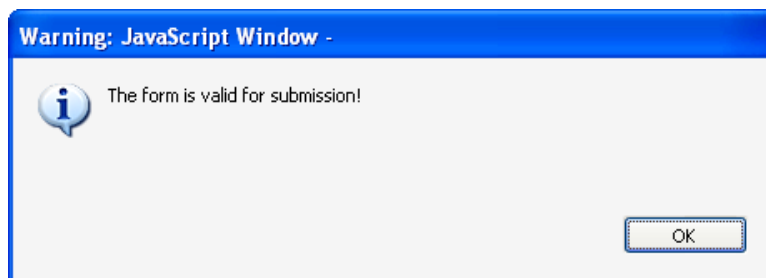 Warning: JavaScript Window -
The form is valid for submission!
OK